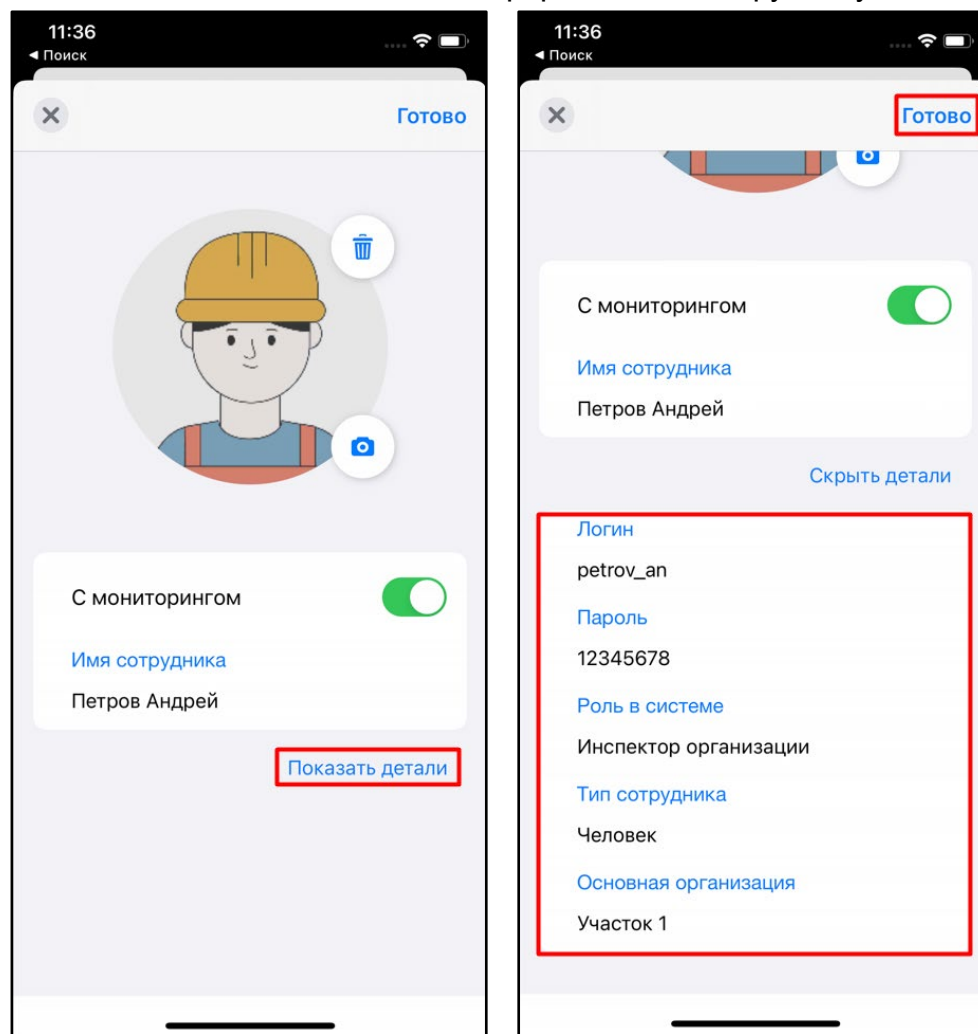 11:36
◀ Поиск
Готово
С мониторингом
Имя сотрудника
Петров Андрей
Показать детали
11:36
◀ Поиск
Готово
С мониторингом
Имя сотрудника
Петров Андрей
Скрыть детали
Логин
petrov_an
Пароль
12345678
Роль в системе
Инспектор организации
Тип сотрудника
Человек
Основная организация
Участок 1